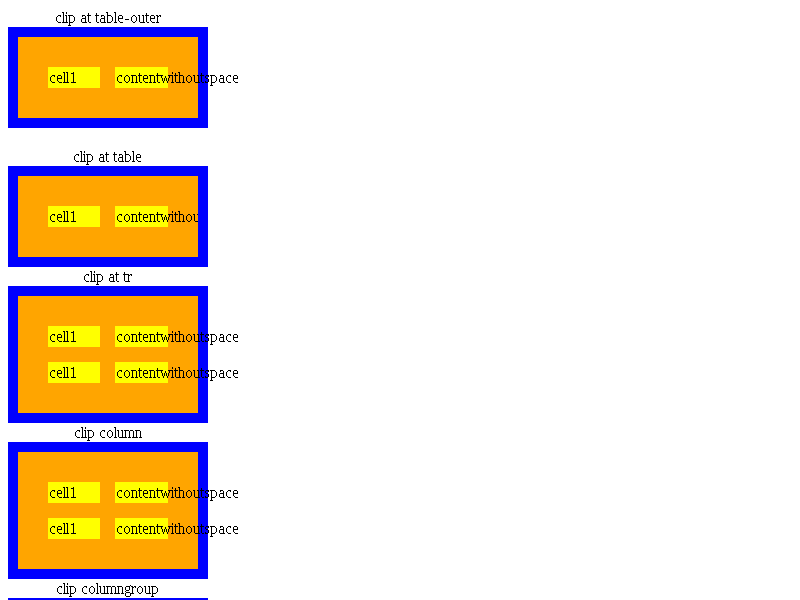 clip at table-outer
cell1 contentwithoutspace
clip at table
cell1 contentwithou
clip at tr
cell1 contentwithoutspace
cell1 contentwithoutspace
clip column
cell1 contentwithoutspace
cell1 contentwithoutspace
clip columngroup